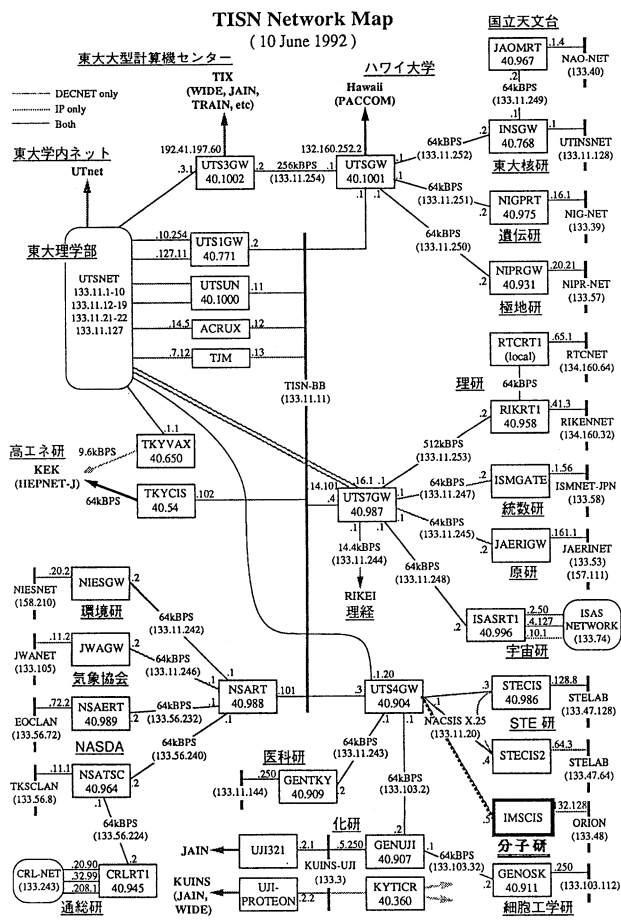 TISN Network Map
( 10 June 1992 )
国立天文台
東大大型計算機センター
ハワイ大学
TIX
(WIDE, JAIN,
TRAIN, etc)
Hawaii
(PACCOM)
JAOMRT
40.967
.1.4
NAO-NET
(133.40)
.2
64kBPS
(133.11.249)
.1
DECNET only
IP only
Both
192.41.197.60
132.160.252.2
64kBPS
(133.11.252)
.2
INSGW
40.768
.1
UTINSNET
(133.11.128)
東大核研
東大学内ネット
UTnet
.3.1
UTS3GW
40.1002
.2
256kBPS
(133.11.254)
.1
UTSGW
40.1001
.1
.1
.1
.1
64kBPS
(133.11.251)
.2
NIGPRT
40.975
.16.1
NIG-NET
(133.39)
遺伝研
64kBPS
(133.11.250)
.2
NIPRGW
40.931
.20.21
NIPR-NET
(133.57)
極地研
東大理学部
UTSNET
133.11.1-10
133.11.12-19
133.11.21-22
133.11.127
.10.254
.127.11
UTS1GW
40.771
.2
UTSUN
40.1000
.11
.14.5
ACRUX
.12
.7.12
TJM
.13
TISN-BB
(133.11.11)
RTCRT1
(local)
.65.1
RTCNET
(134.160.64)
64kBPS
理研
.2
RIKRT1
40.958
.41.3
RIKENNET
(134.160.32)
512kBPS
(133.11.253)
.1.1
TKYVAX
40.650
高エネ研
KEK
(HEPNET-J)
9.6kBPS
64kBPS
TKYCIS
40.54
.102
.14.10
.16.1
.4
UTS7GW
40.987
.1
.1
.1
.1
.1
64kBPS
(133.11.247)
.2
ISMGATE
.1.56
ISMNET-JPN
(133.58)
統数研
64kBPS
(133.11.245)
.2
JAERIGW
.161.1
JAERINET
(133.53)
(157.111)
原研
14.4kBPS
(133.11.244)
RIKEI
理経
64kBPS
(133.11.248)
.2
ISASRT1
40.996
.2.50
.4.127
.10.1
ISAS
NETWORK
(133.74)
宇宙研
.20.2
NIESGW
.2
NIESNET
(158.210)
環境研
64kBPS
(133.11.242)
.11.2
JWAGW
.2
JWANET
(133.105)
気象協会
64kBPS
(133.11.246)
.72.2
NSAERT
40.989
.2
EOCLAN
(133.56.72)
NASDA
64kBPS
(133.56.232)
.1
.1
.1
.1
NSART
40.988
.101
.3
.1.20
UTS4GW
40.904
.1
.1
.1
NACSIS X.25
(133.11.20)
.3
STECIS
40.986
.128.8
STELAB
(133.47.128)
STE 研
.4
STECIS2
.64.3
STELAB
(133.47.64)
.11.1
NSATSC
40.964
.2
.1
TKSCLAN
(133.56.8)
64kBPS
(133.56.240)
医科研
.250
(133.11.144)
GENTKY
40.909
.2
64kBPS
(133.11.243)
64kBPS
(133.103.2)
.5
IMSCIS
.132.128
ORION
(133.48)
分子研
64kBPS
(133.56.224)
化研
JAIN
UJI321
.2.1
.5.250
KUINS-UJI
(133.3)
.2
GENUJI
40.907
.1
64kBPS
(133.103.32)
.2
GENOSK
40.911
.250
(133.103.112)
細胞工学研
CRL-NET
(133.243)
.20.90
.32.99
.208.1
.2
CRLRT1
40.945
通総研
KUINS
(JAIN,
WIDE)
UJI-
PROTEON
.2.2
KYTICR
40.360